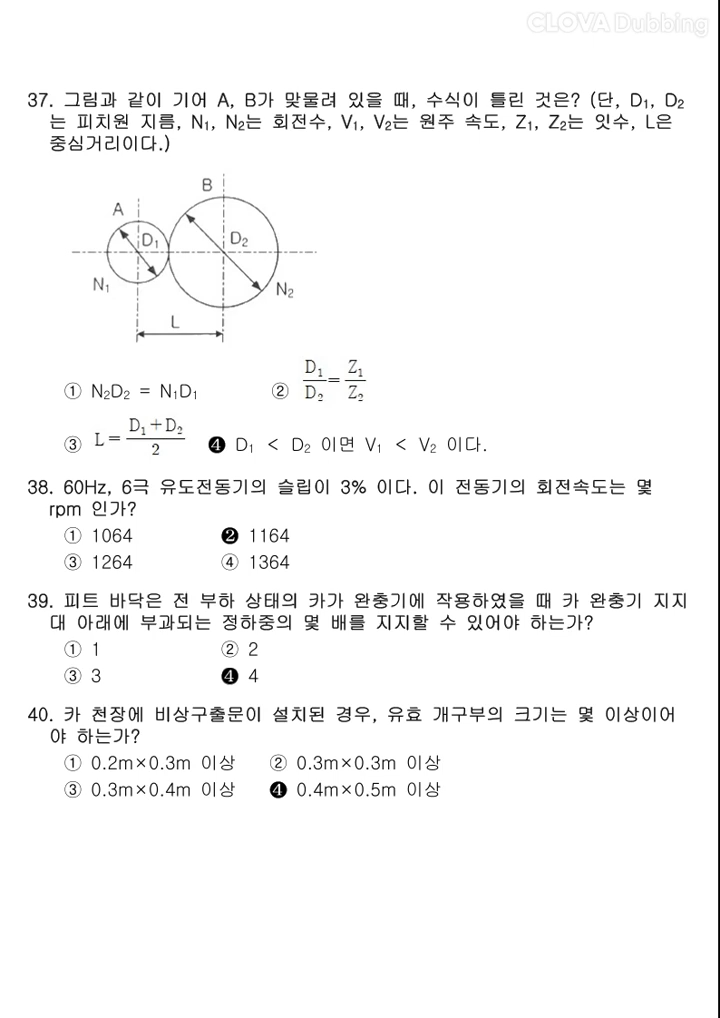 CLOVA Dubbing
37. 그림과 같이 기어 A, B가 맞물려 있을 때, 수식이 틀린 것은? (단, D₁, D₂
는 피치원 지름, N₁, N₂는 회전수, V₁, V₂는 원주 속도, Z₁, Z₂는 잇수, L은
중심거리이다.)
B
A
D₁
D₂
N₁
N₂
L
① N₂D₂ = N₁D₁ ② D₁/D₂ = Z₁/Z₂
③ L = (D₁+D₂)/2 ❹ D₁ < D₂ 이면 V₁ < V₂ 이다.
38. 60Hz, 6극 유도전동기의 슬립이 3% 이다. 이 전동기의 회전속도는 몇
rpm 인가?
① 1064 ❷ 1164
③ 1264 ④ 1364
39. 피트 바닥은 전 부하 상태의 카가 완충기에 작용하였을 때 카 완충기 지지
대 아래에 부과되는 정하중의 몇 배를 지지할 수 있어야 하는가?
① 1 ② 2
③ 3 ❹ 4
40. 카 천장에 비상구출문이 설치된 경우, 유효 개구부의 크기는 몇 이상이어
야 하는가?
① 0.2m×0.3m 이상 ② 0.3m×0.3m 이상
③ 0.3m×0.4m 이상 ❹ 0.4m×0.5m 이상